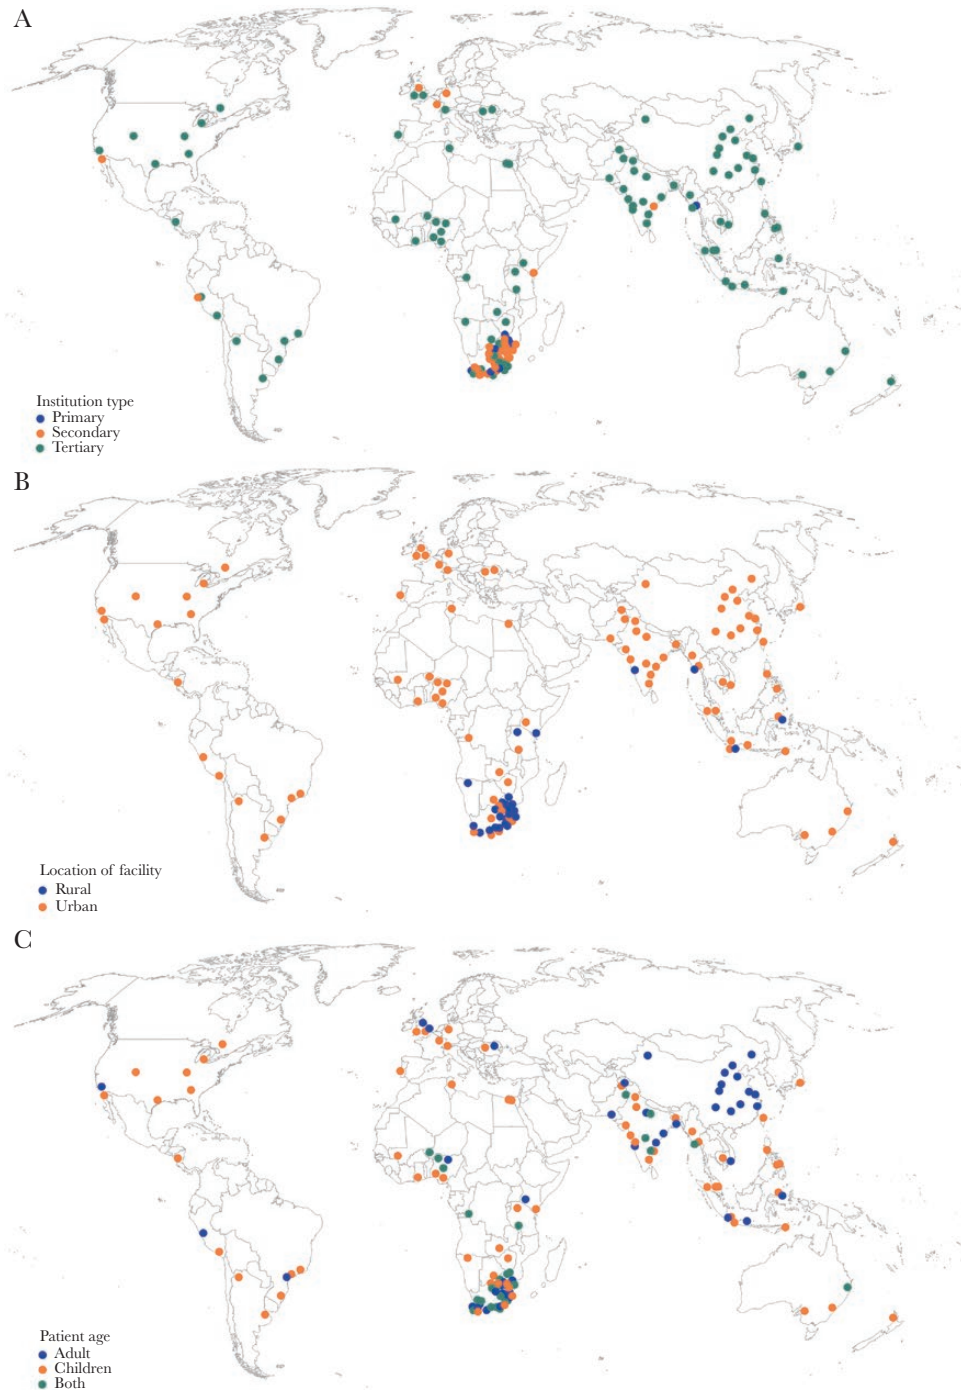 A
Institution type
Primary
Secondary
Tertiary
B
Location of facility
Rural
Urban
C
Patient age
Adult
Children
Both